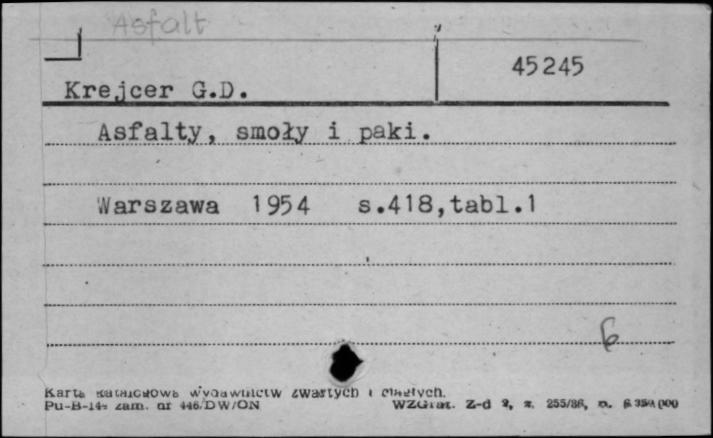 Asfalt
45245
Krejcer G.D.
Asfalty, smoły i paki.
Warszawa 1954 s.418,tabl.1
6
Karta katalogowa wydawnictw zwartych i ciągłych.
Pu-B-14 zam. nr 446/DW/ON WZGraf. Z-d 2, z. 255/86, n.